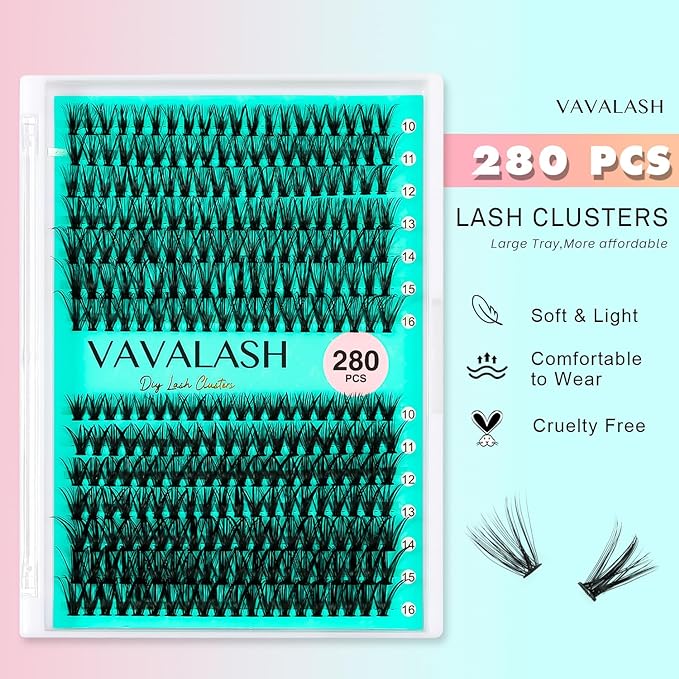 10
11
12
13
14
15
16
VAVALASH
Diy Lash Clusters
280
PCS
10
11
12
13
14
15
16
VAVALASH
280 PCS
LASH CLUSTERS
Large Tray,More affordable
Soft & Light
Comfortable
to Wear
Cruelty Free